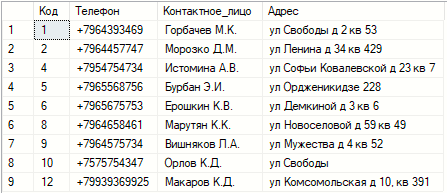 Код Телефон Контактное_лицо Адрес
1 1 +7964393469 Горбачев М.К. ул Свободы д 2 кв 53
2 2 +7964457747 Морозко Д.М. ул Ленина д 34 кв 429
3 4 +7954754734 Истомина А.В. ул Софьи Ковалевской д 23 кв 7
4 5 +7965568756 Бурбан Э.И. ул Ордженикидзе 228
5 6 +7965675753 Ерошкин К.В. ул Демкиной д 3 кв 6
6 8 +7964658461 Марутян К.К. ул Новоселовой д 59 кв 49
7 9 +7964575734 Вишняков Л.А. ул Мужества д 4 кв 52
8 10 +7575754347 Орлов К.Д. ул Свободы
9 12 +79939369925 Макаров К.Д. ул Комсомольская д 10, кв 391